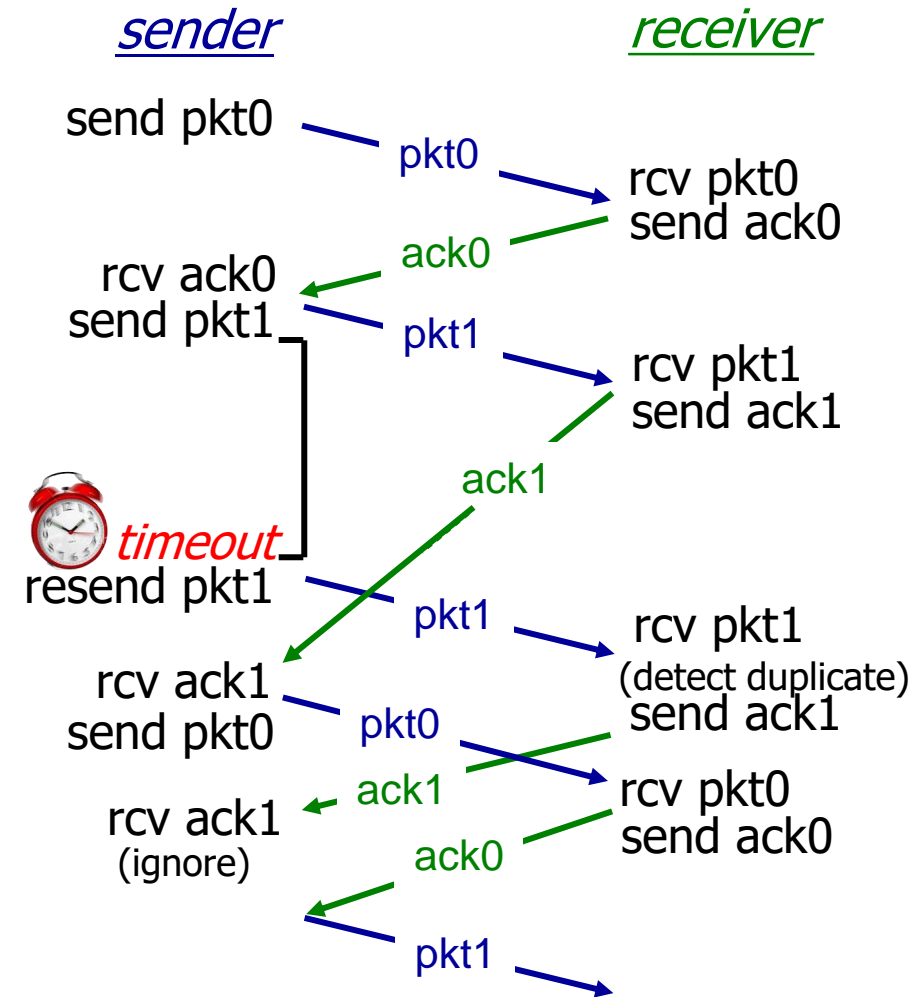 sender
receiver
send pkt0
pkt0
rcv pkt0
send ack0
ack0
rcv ack0
send pkt1
pkt1
rcv pkt1
send ack1
ack1
timeout
resend pkt1
pkt1
rcv pkt1
(detect duplicate)
send ack1
rcv ack1
send pkt0
pkt0
ack1
rcv pkt0
send ack0
rcv ack1
(ignore)
ack0
pkt1